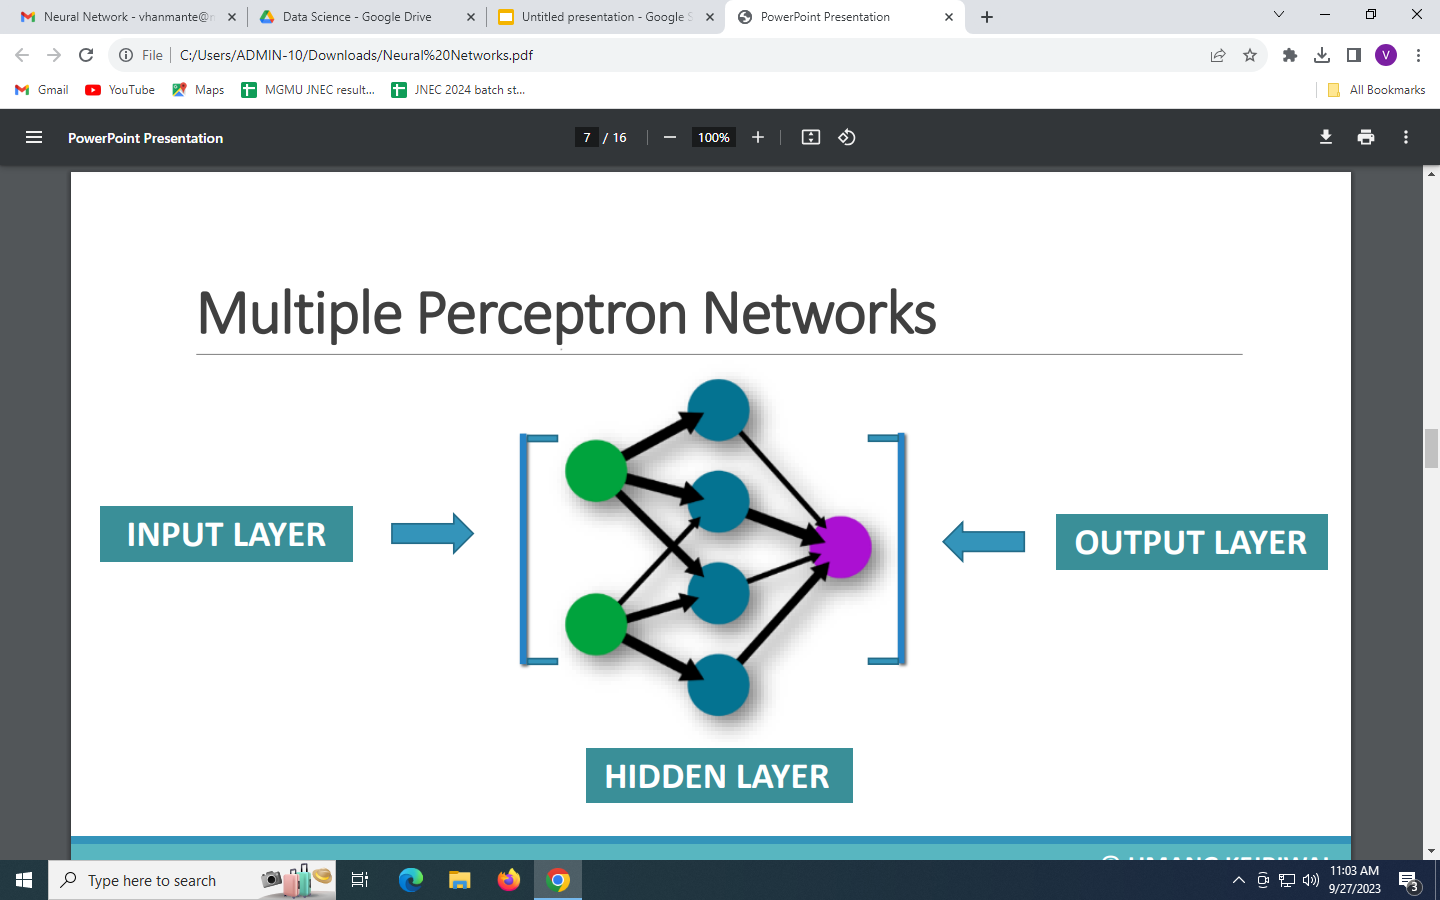 Neural Network - vhanmante@
Data Science - Google Drive
Untitled presentation - Google S
PowerPoint Presentation
File
C:/Users/ADMIN-10/Downloads/Neural%20Networks.pdf
V
Gmail
YouTube
Maps
MGMU JNEC result...
JNEC 2024 batch st...
All Bookmarks
PowerPoint Presentation
7 / 16
100%
Multiple Perceptron Networks
INPUT LAYER
OUTPUT LAYER
HIDDEN LAYER
Type here to search
11:03 AM
9/27/2023
3